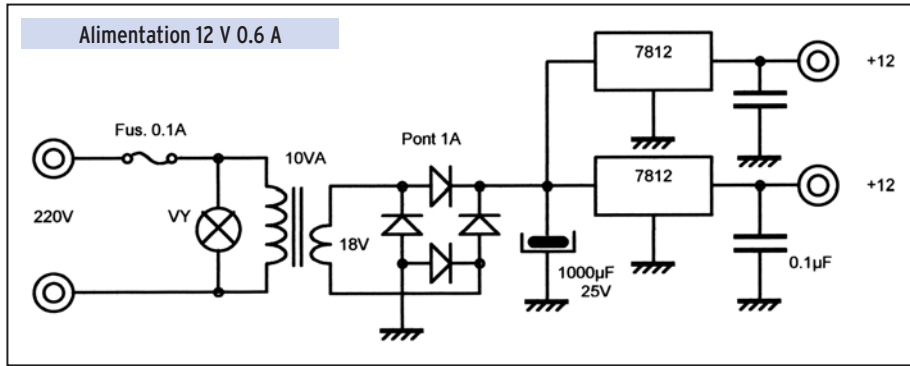 Alimentation 12 V 0.6 A
7812
+12
Fus. 0.1A
10VA
Pont 1A
7812
+12
220V
VY
18V
1000µF
25V
0.1µF